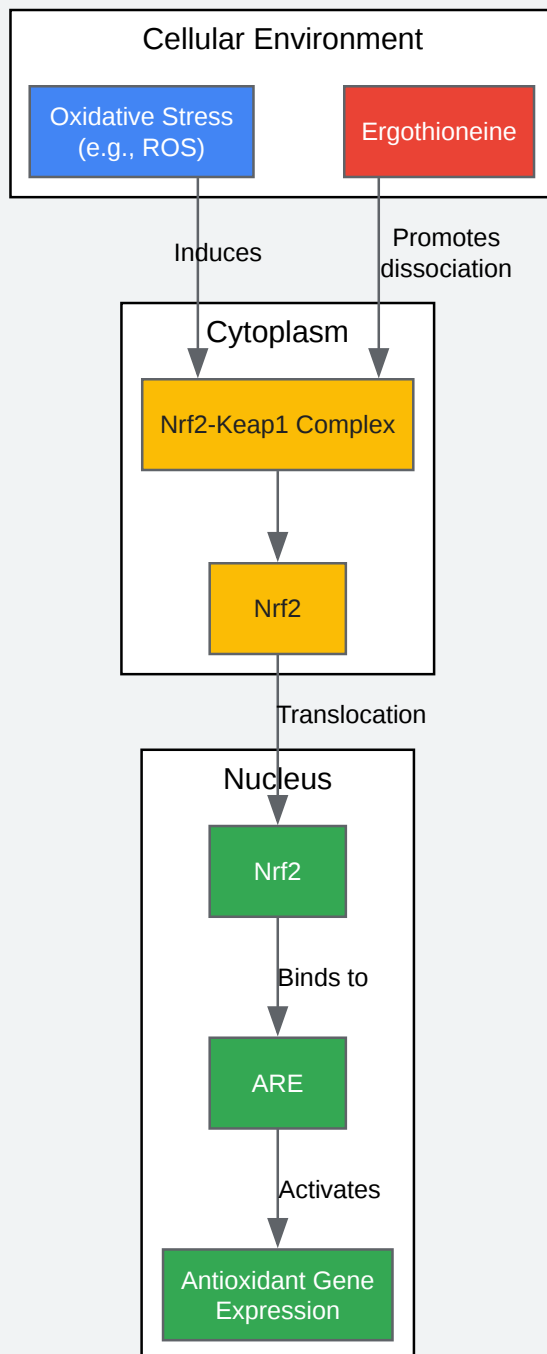 Cellular Environment
Oxidative Stress
(e.g., ROS)
Ergothioneine
Induces
Promotes
dissociation
Cytoplasm
Nrf2-Keap1 Complex
Nrf2
Translocation
Nucleus
Nrf2
Binds to
ARE
Activates
Antioxidant Gene
Expression